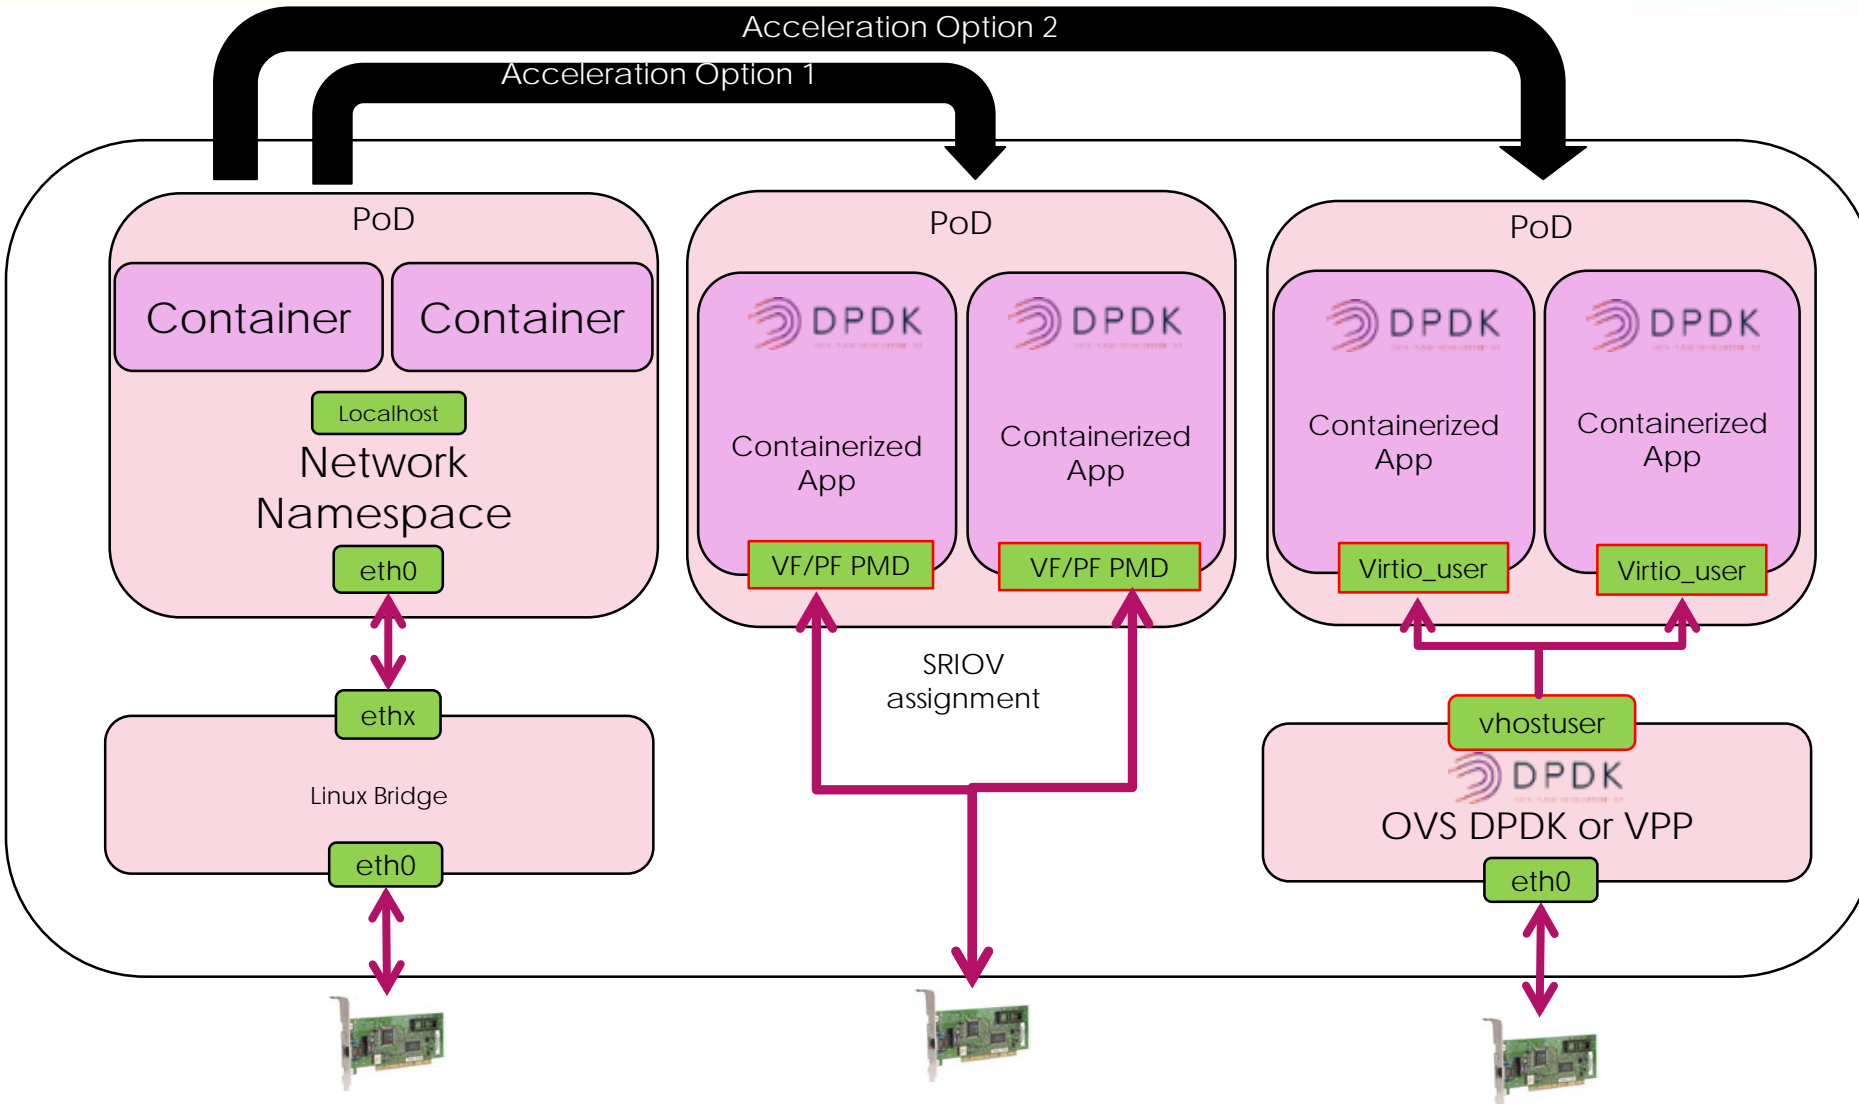 Acceleration Option 2
Acceleration Option 1
PoD
Container
Container
Localhost
Network
Namespace
eth0
ethx
Linux Bridge
eth0
PoD
DPDK
DPDK
Containerized
App
Containerized
App
VF/PF PMD
VF/PF PMD
SRIOV
assignment
PoD
DPDK
DPDK
Containerized
App
Containerized
App
Virtio_user
Virtio_user
vhostuser
DPDK
OVS DPDK or VPP
eth0